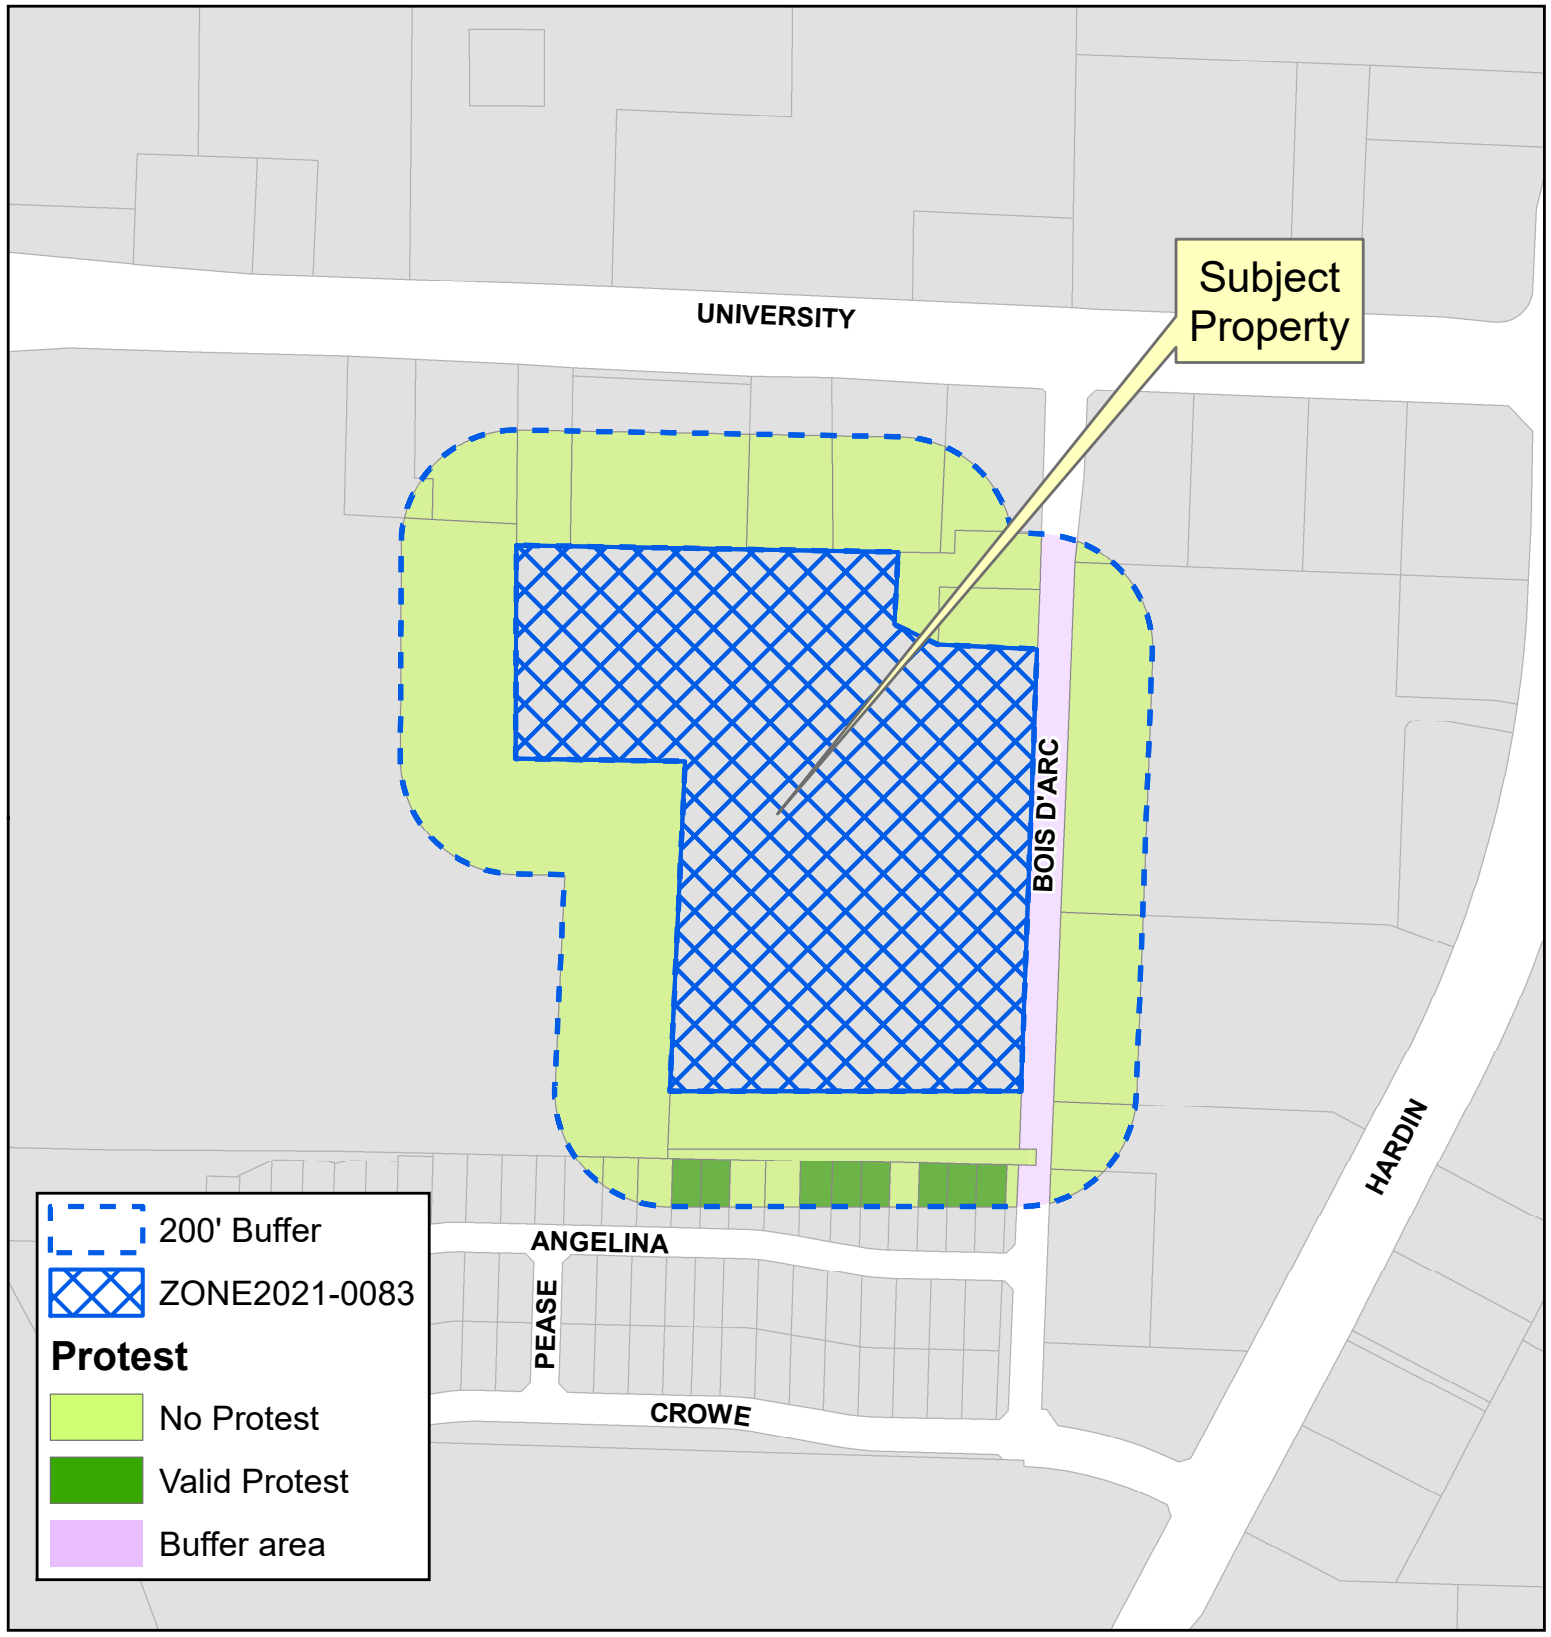 Subject
Property
UNIVERSITY
BOIS D'ARC
HARDIN
ANGELINA
PEASE
CROWE
200' Buffer
ZONE2021-0083
Protest
No Protest
Valid Protest
Buffer area